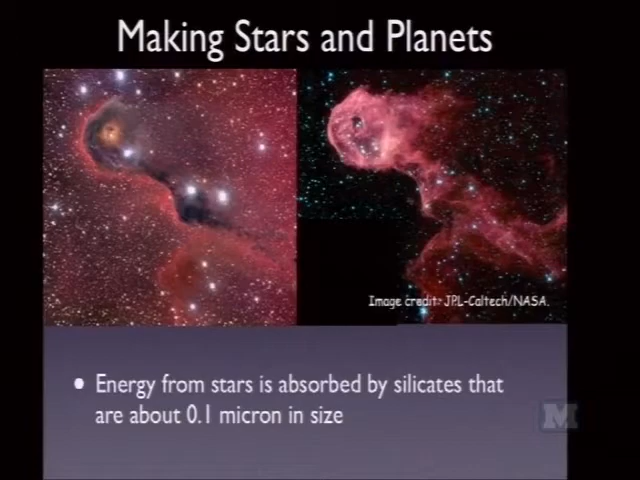 Making Stars and Planets
Image credit: JPL-Caltech/NASA.
• Energy from stars is absorbed by silicates that
are about 0.1 micron in size
M